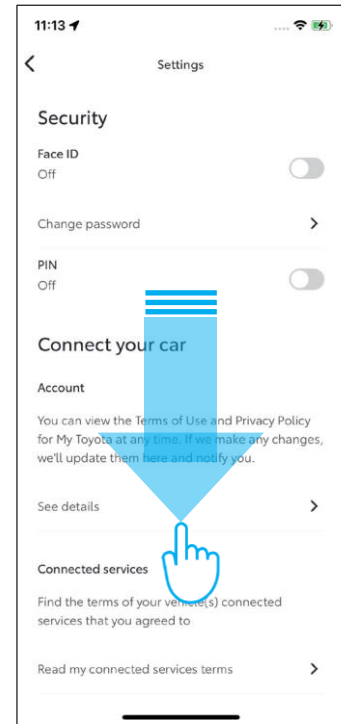 11:13
Settings
Security
Face ID
Off
Change password
PIN
Off
Connect your car
Account
You can view the Terms of Use and Privacy Policy
for My Toyota at any time. If we make any changes,
we'll update them here and notify you.
See details
Connected services
Find the terms of your vehicle(s) connected
services that you agreed to
Read my connected services terms